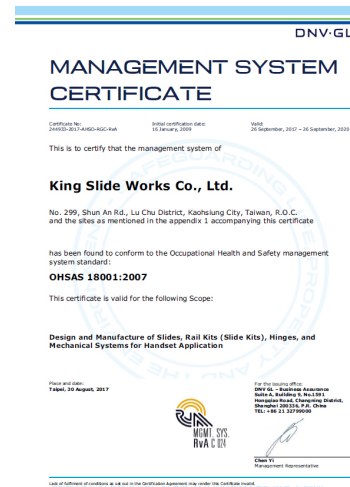 DNV·GL
MANAGEMENT SYSTEM
CERTIFICATE
Certificate No: Initial certification date: Valid:
244933-2017-AHSO-RGC-RvA 16 January, 2009 26 September, 2017 – 26 September, 2020
This is to certify that the management system of
King Slide Works Co., Ltd.
No. 299, Shun An Rd., Lu Chu District, Kaohsiung City, Taiwan, R.O.C.
and the sites as mentioned in the appendix 1 accompanying this certificate
has been found to conform to the Occupational Health and Safety management
system standard:
OHSAS 18001:2007
This certificate is valid for the following Scope:
Design and Manufacture of Slides, Rail Kits (Slide Kits), Hinges, and
Mechanical Systems for Handset Application
Place and date:
Taipei, 30 August, 2017
For the issuing office:
DNV GL – Business Assurance
Suite A, Building 9, No.1591
Hongqiao Road, Changning District,
Shanghai 200336, P.R. China
TEL: +86 21 32799000
MGMT. SYS.
RvA C 024
Chen Yi
Management Representative
Lack of fulfilment of conditions as set out in the Certification Agreement may render this Certificate invalid.
SAFEGUARDING LIFE PROPERTY AND THE